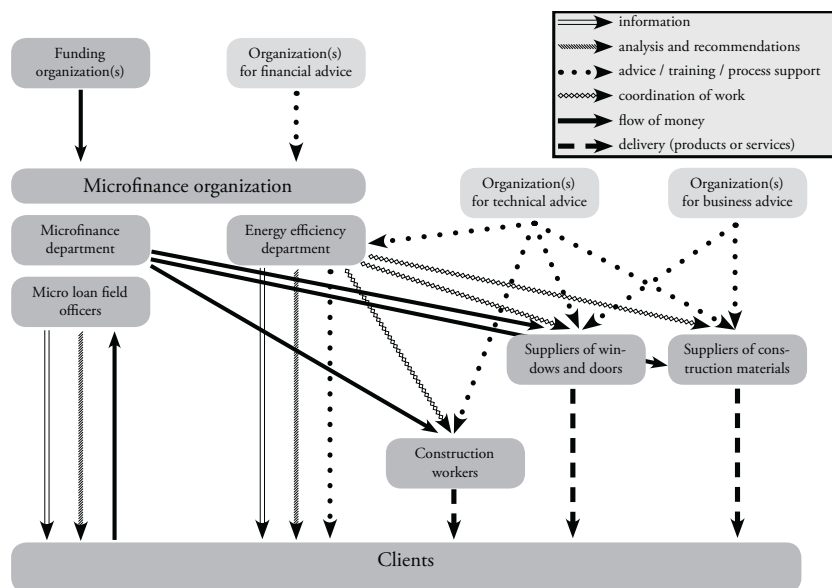 information
analysis and recommendations
advice / training / process support
coordination of work
flow of money
delivery (products or services)
Funding
organization(s)
Organization(s)
for financial advice
Microfinance organization
Organization(s)
for technical advice
Organization(s)
for business advice
Microfinance
department
Energy efficiency
department
Micro loan field
officers
Suppliers of win-
dows and doors
Suppliers of cons-
truction materials
Construction
workers
Clients